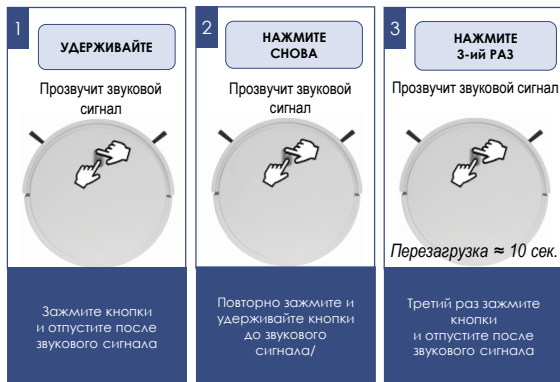 1
УДЕРЖИВАЙТЕ
Прозвучит звуковой
сигнал
Зажмите кнопки
и отпустите после
звукового сигнала
2
НАЖМИТЕ
СНОВА
Прозвучит звуковой
сигнал
Повторно зажмите и
удерживайте кнопки
до звукового
сигнала/
3
НАЖМИТЕ
3-ий РАЗ
Прозвучит звуковой сигнал
Перезагрузка ≈ 10 сек.
Третий раз зажмите
кнопки
и отпустите после
звукового сигнала